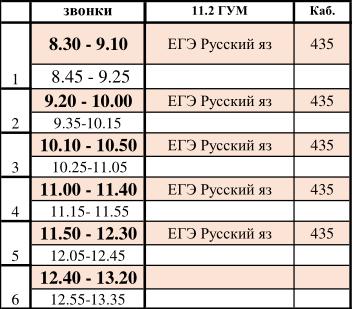 звонки 11.2 ГУМ Каб.
8.30 - 9.10 ЕГЭ Русский яз 435
1 8.45 - 9.25
9.20 - 10.00 ЕГЭ Русский яз 435
2 9.35-10.15
10.10 - 10.50 ЕГЭ Русский яз 435
3 10.25-11.05
11.00 - 11.40 ЕГЭ Русский яз 435
4 11.15- 11.55
11.50 - 12.30 ЕГЭ Русский яз 435
5 12.05-12.45
12.40 - 13.20
6 12.55-13.35